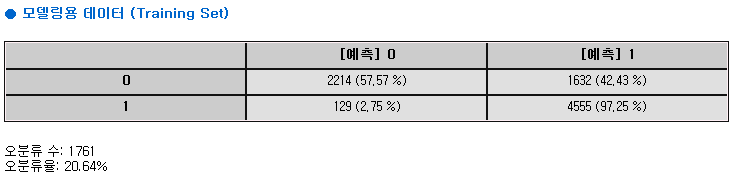 ● 모델링용 데이터 (Training Set)
[예측] 0 [예측] 1
0 2214 (57,57 %) 1632 (42,43 %)
1 129 (2,75 %) 4555 (97,25 %)
오분류 수: 1761
오분류율: 20.64%